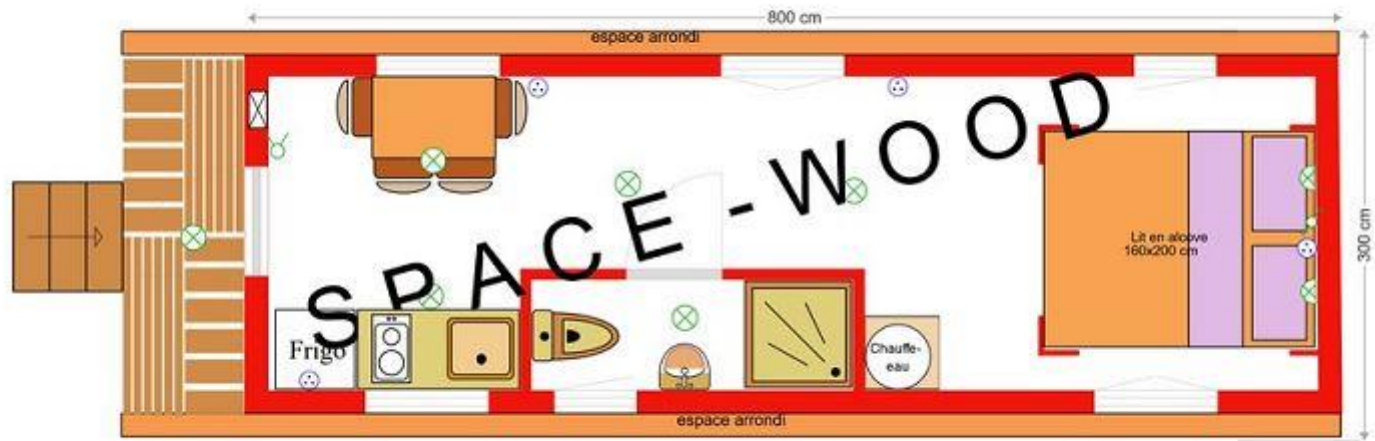 800 cm
espace arrondi
SPACE-WOOD
300 cm
Lit en alcove
160x200 cm
Frigo
Chauffe-
eau
espace arrondi